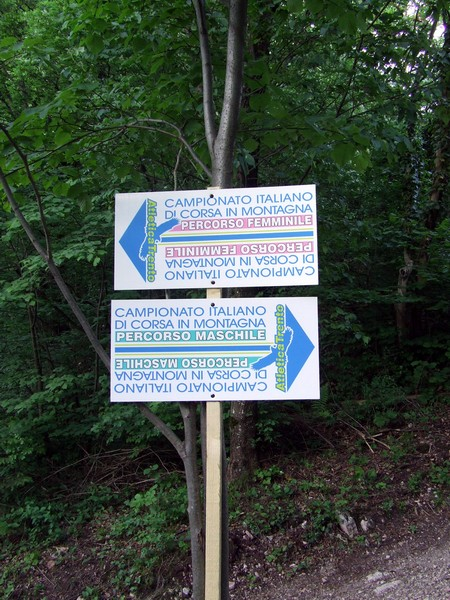 CAMPIONATO ITALIANO
DI CORSA IN MONTAGNA
PERCORSO FEMMINILE
PERCORSO FEMMINILE
DI CORSA IN MONTAGNA
CAMPIONATO ITALIANO
Atletica Trento
CAMPIONATO ITALIANO
DI CORSA IN MONTAGNA
PERCORSO MASCHILE
PERCORSO MASCHILE
DI CORSA IN MONTAGNA
CAMPIONATO ITALIANO
Atletica Trento